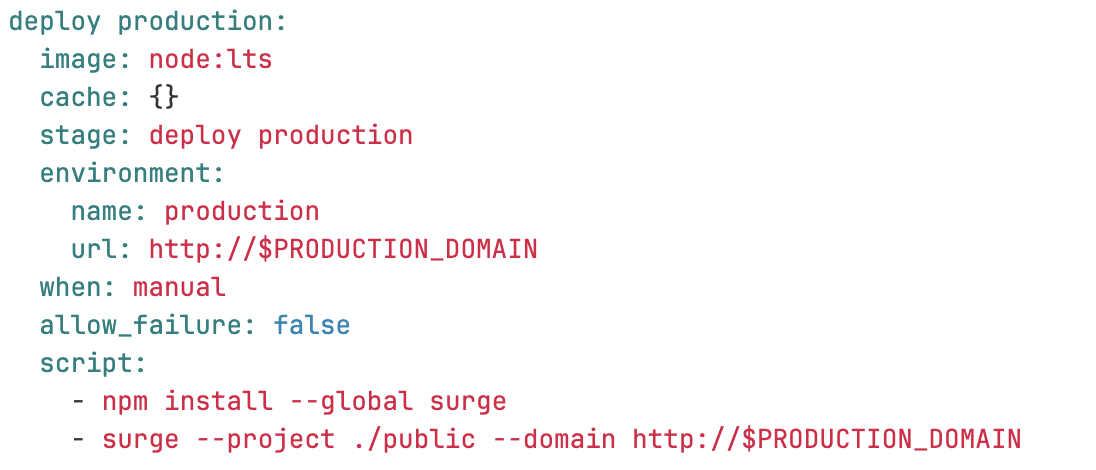 deploy production:
  image: node:lts
  cache: {}
  stage: deploy production
  environment:
    name: production
    url: http://$PRODUCTION_DOMAIN
  when: manual
  allow_failure: false
  script:
    - npm install --global surge
    - surge --project ./public --domain http://$PRODUCTION_DOMAIN